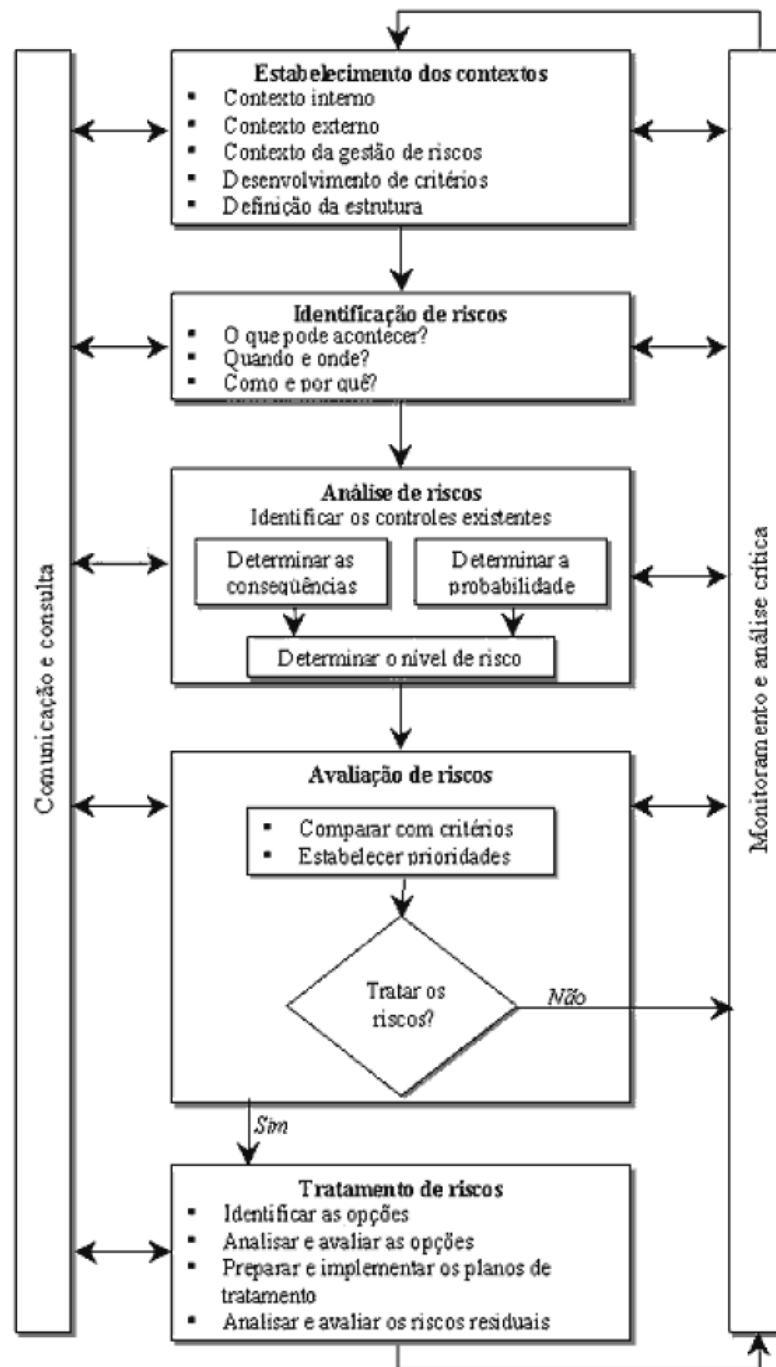 Estabelecimento dos contextos
▪ Contexto interno
▪ Contexto externo
▪ Contexto da gestão de riscos
▪ Desenvolvimento de critérios
▪ Definição da estrutura
Identificação de riscos
▪ O que pode acontecer?
▪ Quando e onde?
▪ Como e por quê?
Análise de riscos
Identificar os controles existentes
Determinar as
conseqüências
Determinar a
probabilidade
Determinar o nível de risco
Avaliação de riscos
▪ Comparar com critérios
▪ Estabelecer prioridades
Tratar os
riscos?
Não
Sim
Tratamento de riscos
▪ Identificar as opções
▪ Analisar e avaliar as opções
▪ Preparar e implementar os planos de
tratamento
▪ Analisar e avaliar os riscos residuais
Comunicação e consulta
Monitoramento e análise crítica